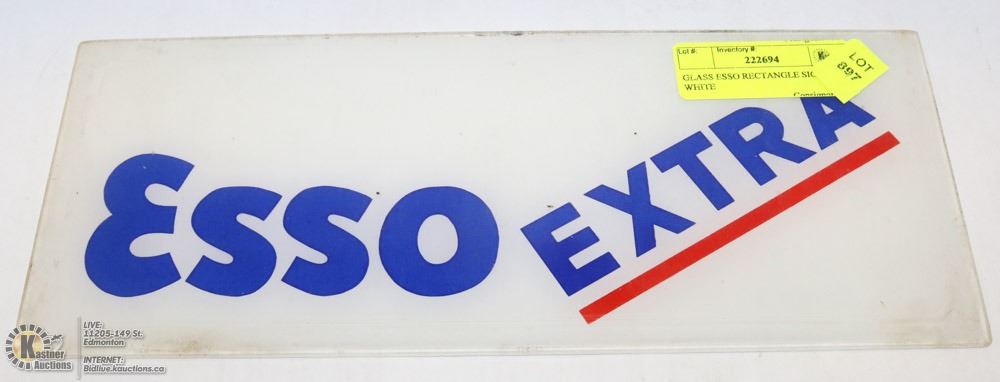 Lot #:
Inventory #:
222694
LOT
897
GLASS ESSO RECTANGLE
WHITE
Consignor
Esso
EXTRA
Kastner
Auctions
LIVE:
11205-149 St.
Edmonton
INTERNET:
Bidlive.kauctions.ca